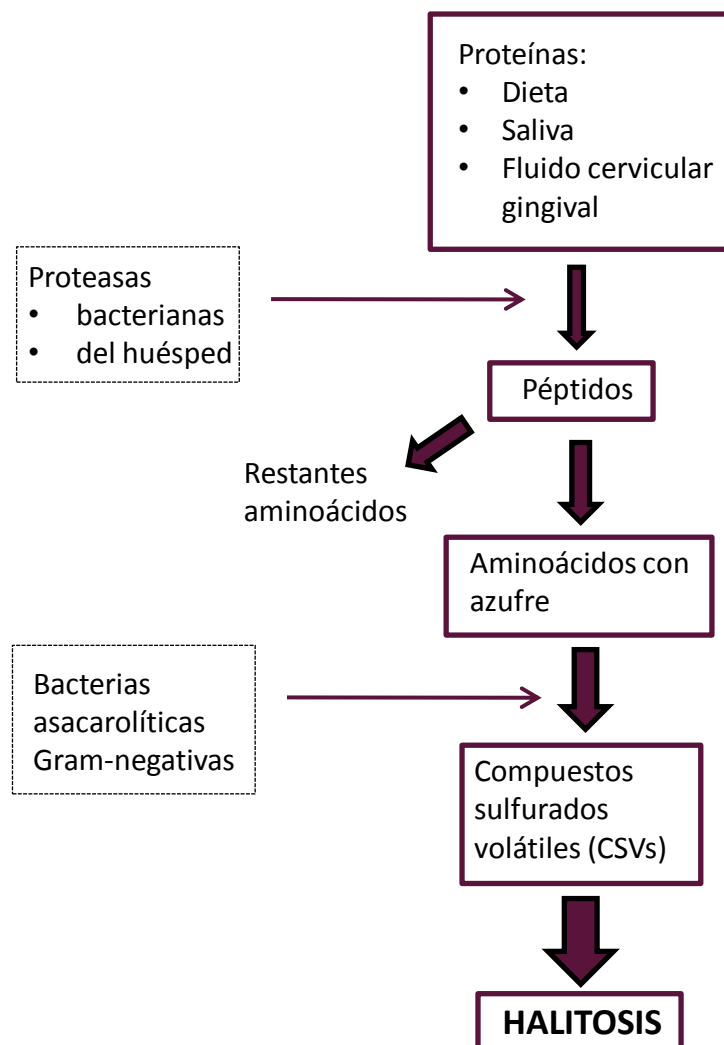 Proteínas:
• Dieta
• Saliva
• Fluido cervicular
gingival
Proteasas
• bacterianas
• del huésped
Péptidos
Restantes
aminoácidos
Aminoácidos con
azufre
Bacterias
asacarolíticas
Gram-negativas
Compuestos
sulfurados
volátiles (CSVs)
HALITOSIS